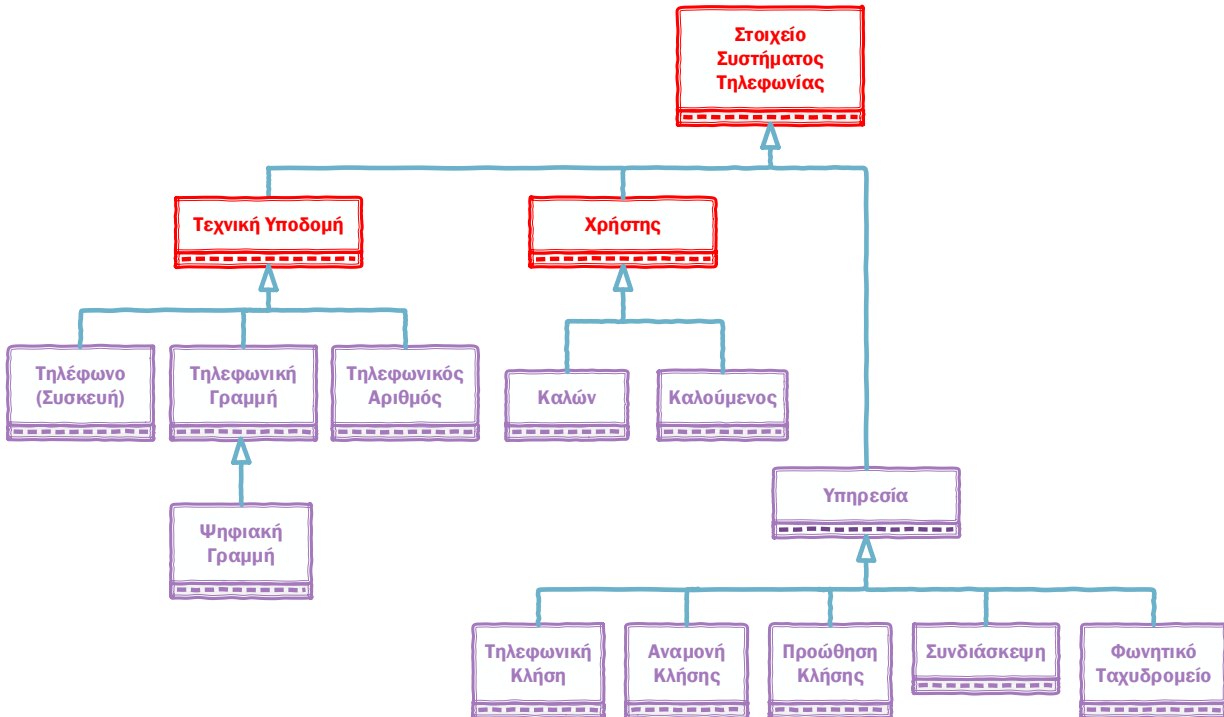 Στοιχείο
Συστήματος
Τηλεφωνίας
Τεχνική Υποδομή
Χρήστης
Τηλέφωνο
(Συσκευή)
Τηλεφωνική
Γραμμή
Τηλεφωνικός
Αριθμός
Καλών
Καλούμενος
Υπηρεσία
Ψηφιακή
Γραμμή
Τηλεφωνική
Κλήση
Αναμονή
Κλήσης
Προώθηση
Κλήσης
Συνδιάσκεψη
Φωνητικό
Ταχυδρομείο